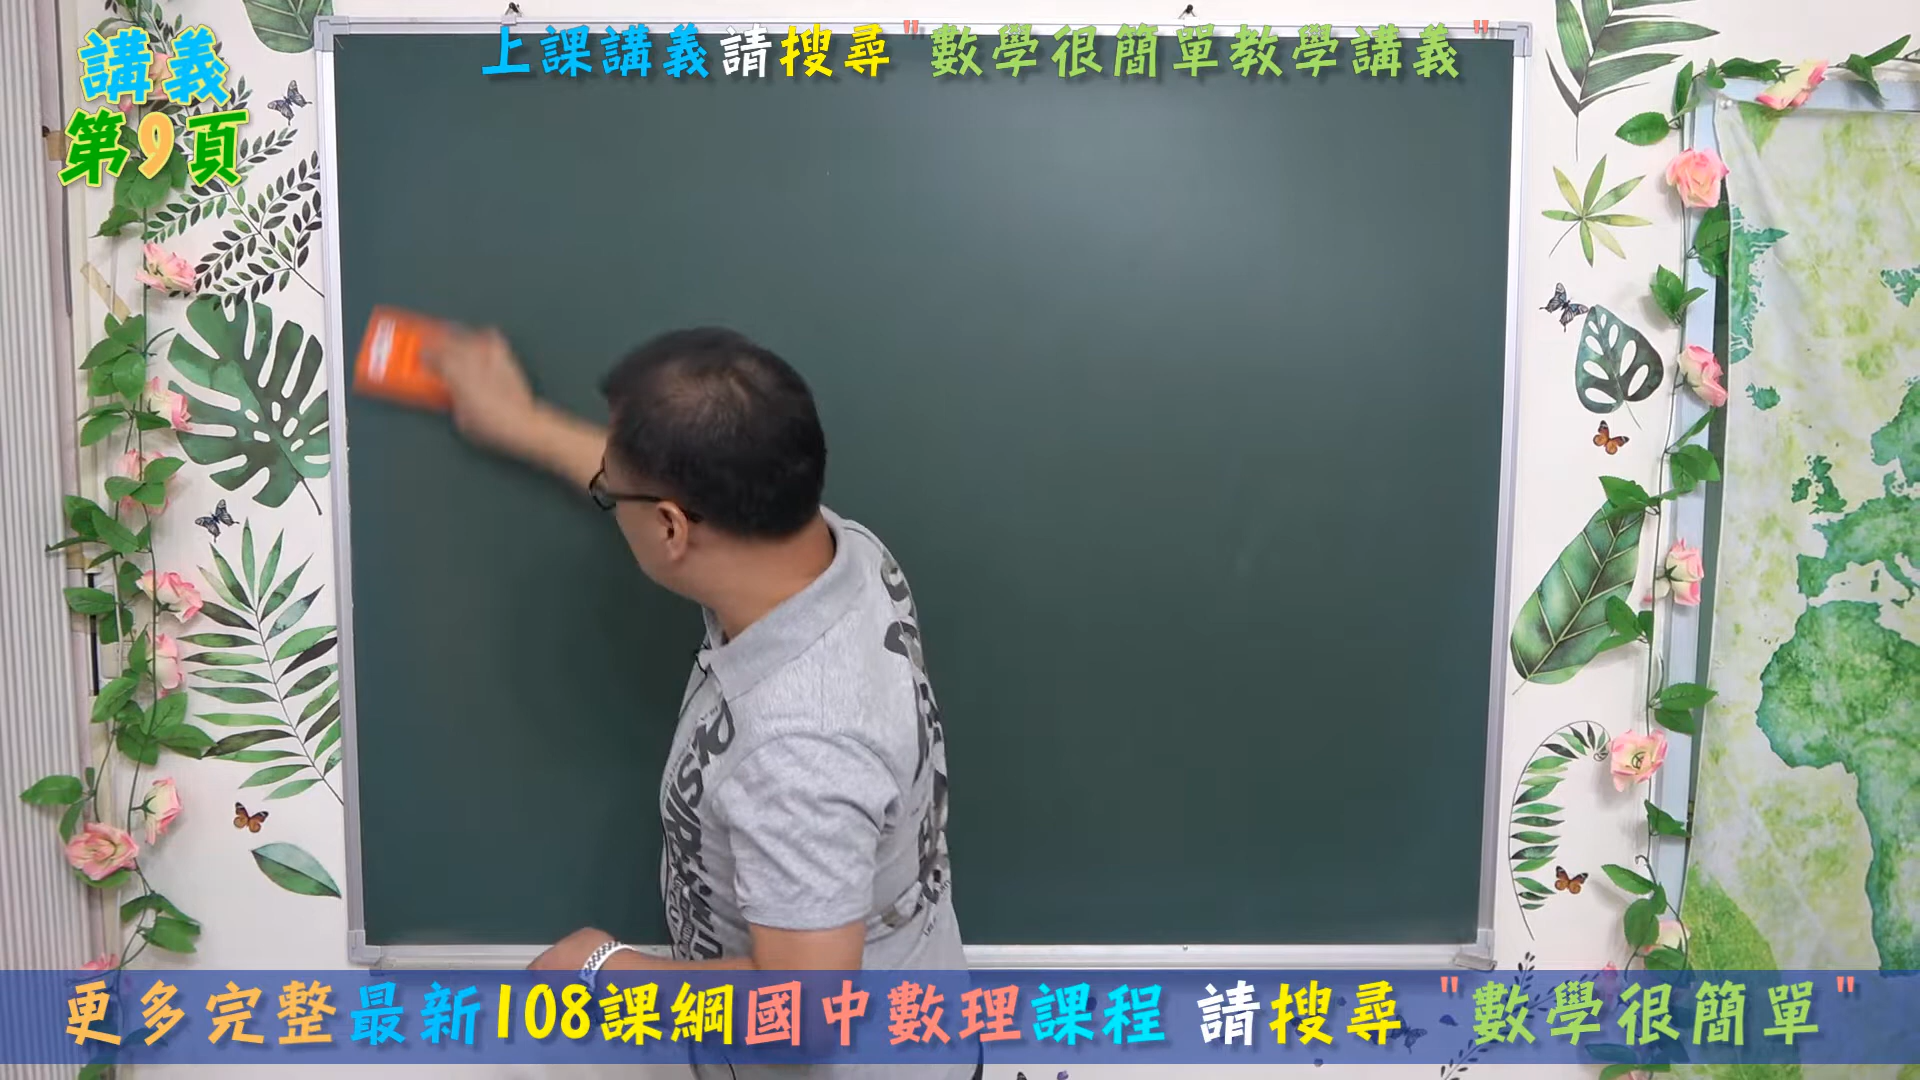 上課講義請搜尋"數學很簡單教學講義"
講義
第9頁
更多完整最新108課綱國中數理課程 請搜尋 "數學很簡單"